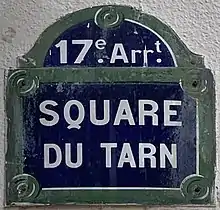 17e. Arrt.
SQUARE
DU TARN